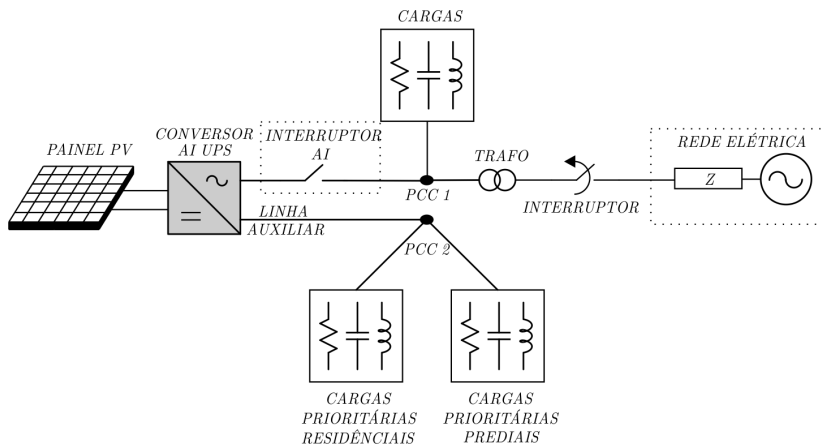 CARGAS
PAINEL PV
CONVERSOR
AI UPS
INTERRUPTOR
AI
PCC 1
TRAFO
INTERRUPTOR
REDE ELÉTRICA
Z
LINHA
AUXILIAR
PCC 2
CARGAS
PRIORITÁRIAS
RESIDÊNCIAIS
CARGAS
PRIORITÁRIAS
PREDIAIS